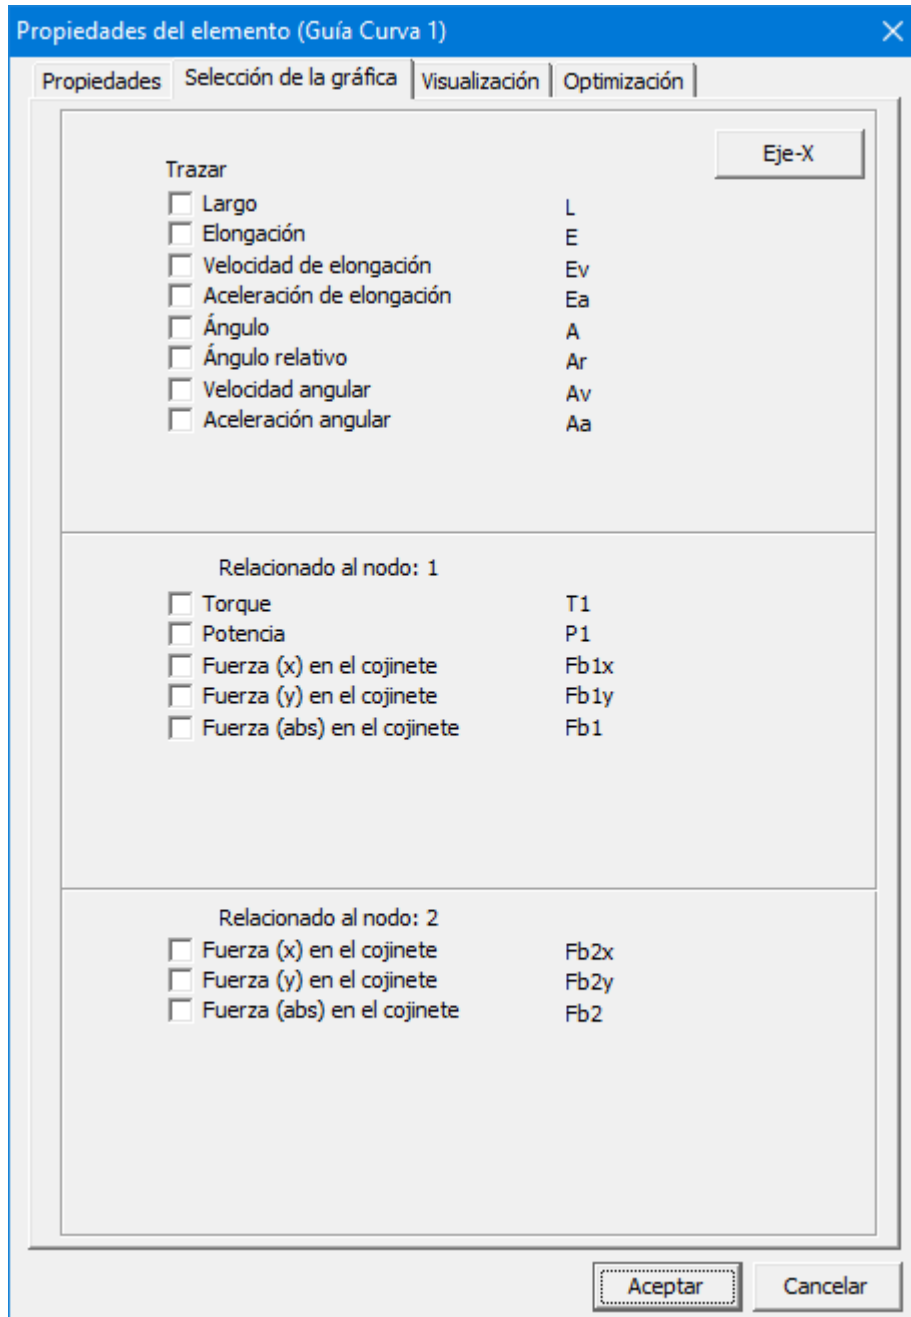 Propiedades del elemento (Guía Curva 1)
Propiedades Selección de la gráfica Visualización Optimización
Eje-X
Trazar
Largo L
Elongación E
Velocidad de elongación Ev
Aceleración de elongación Ea
Ángulo A
Ángulo relativo Ar
Velocidad angular Av
Aceleración angular Aa
Relacionado al nodo: 1
Torque T1
Potencia P1
Fuerza (x) en el cojinete Fb1x
Fuerza (y) en el cojinete Fb1y
Fuerza (abs) en el cojinete Fb1
Relacionado al nodo: 2
Fuerza (x) en el cojinete Fb2x
Fuerza (y) en el cojinete Fb2y
Fuerza (abs) en el cojinete Fb2
Aceptar Cancelar